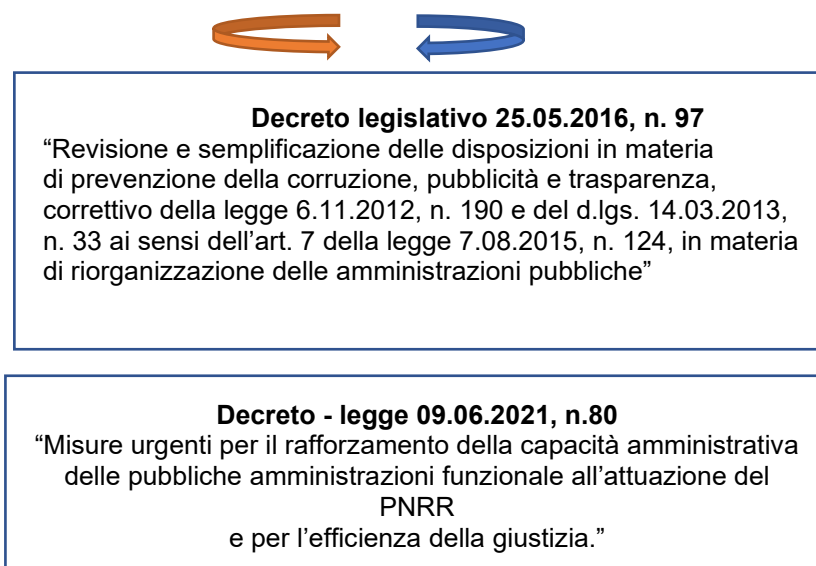 Decreto legislativo 25.05.2016, n. 97
“Revisione e semplificazione delle disposizioni in materia
di prevenzione della corruzione, pubblicità e trasparenza,
correttivo della legge 6.11.2012, n. 190 e del d.lgs. 14.03.2013,
n. 33 ai sensi dell’art. 7 della legge 7.08.2015, n. 124, in materia
di riorganizzazione delle amministrazioni pubbliche”
Decreto - legge 09.06.2021, n.80
“Misure urgenti per il rafforzamento della capacità amministrativa
delle pubbliche amministrazioni funzionale all’attuazione del
PNRR
e per l’efficienza della giustizia.”